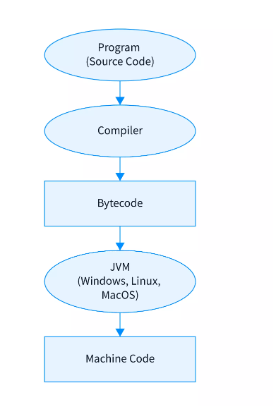 Program
(Source Code)
Compiler
Bytecode
JVM
(Windows, Linux,
MacOS)
Machine Code